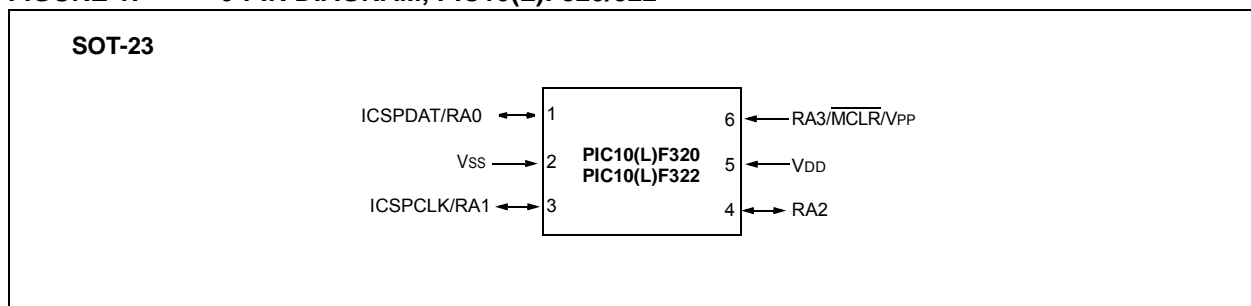 SOT-23
ICSPDAT/RA0
1
6
RA3/MCLR/VPP
VSS
2
PIC10(L)F320
PIC10(L)F322
5
VDD
ICSPCLK/RA1
3
4
RA2